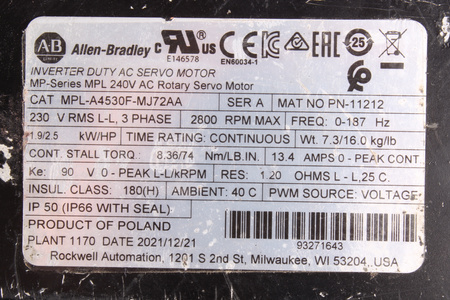 AB Allen-Bradley c UR US CE EAC 25
E146578 EN60034-1
INVERTER DUTY AC SERVO MOTOR
MP-Series MPL 240V AC Rotary Servo Motor
CAT MPL-A4530F-MJ72AA SER A MAT NO PN-11212
230 V RMS L-L, 3 PHASE 2800 RPM MAX FREQ: 0-187 Hz
1.9/2.5 kW/HP TIME RATING: CONTINUOUS Wt. 7.3/16.0 kg/lb
CONT. STALL TORQ. 8.36/74 Nm/LB.IN. 13.4 AMPS 0 - PEAK CONT.
Ke: 90 V 0 - PEAK L-L/kRPM RES: 1.20 OHMS L - L,25 C.
INSUL. CLASS: 180(H) AMBIENT: 40 C PWM SOURCE: VOLTAGE
IP 50 (IP66 WITH SEAL)
PRODUCT OF POLAND
PLANT 1170 DATE 2021/12/21 93271643
Rockwell Automation, 1201 S 2nd St, Milwaukee, WI 53204, USA